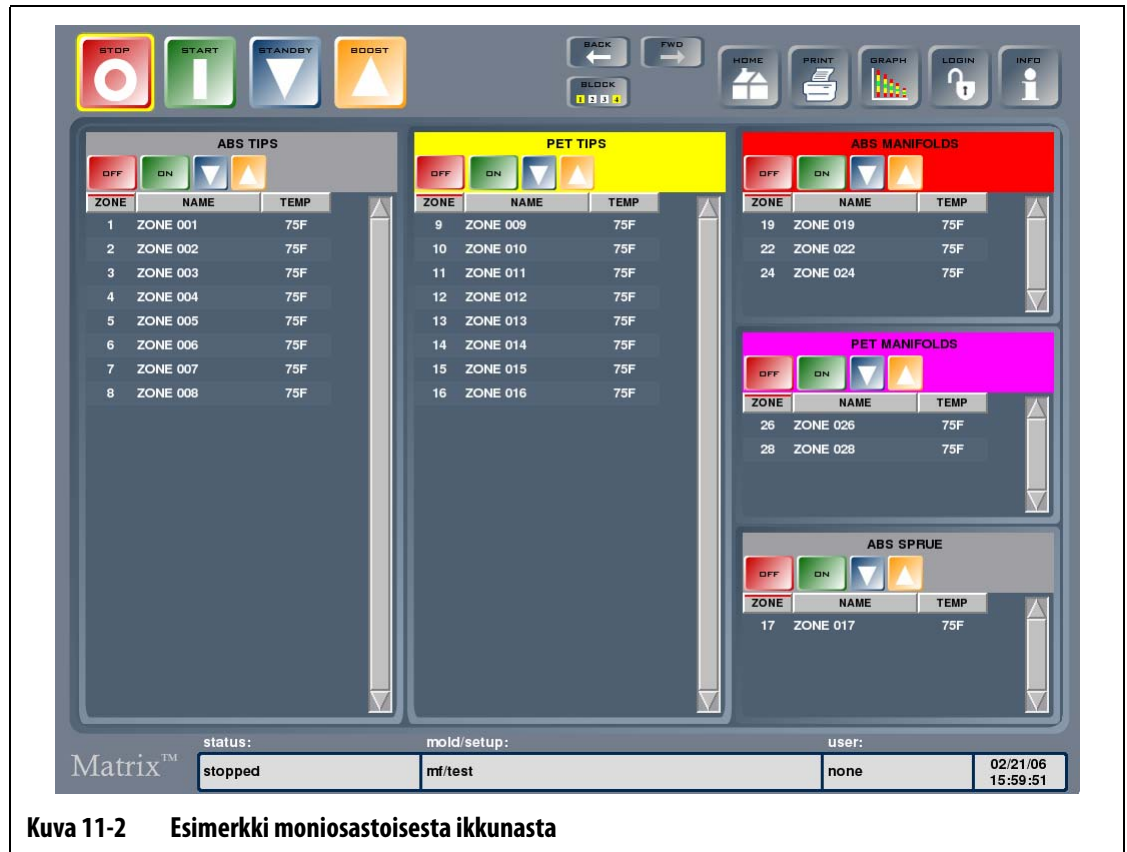 STOP START STANDBY BOOST BACK FWD HOME PRINT GRAPH LOGIN INFO
BLOCK
1 2 3 4
ABS TIPS
OFF ON
ZONE NAME TEMP
1 ZONE 001 75F
2 ZONE 002 75F
3 ZONE 003 75F
4 ZONE 004 75F
5 ZONE 005 75F
6 ZONE 006 75F
7 ZONE 007 75F
8 ZONE 008 75F
PET TIPS
OFF ON
ZONE NAME TEMP
9 ZONE 009 75F
10 ZONE 010 75F
11 ZONE 011 75F
12 ZONE 012 75F
13 ZONE 013 75F
14 ZONE 014 75F
15 ZONE 015 75F
16 ZONE 016 75F
ABS MANIFOLDS
OFF ON
ZONE NAME TEMP
19 ZONE 019 75F
22 ZONE 022 75F
24 ZONE 024 75F
PET MANIFOLDS
OFF ON
ZONE NAME TEMP
26 ZONE 026 75F
28 ZONE 028 75F
ABS SPRUE
OFF ON
ZONE NAME TEMP
17 ZONE 017 75F
Matrix™
status: mold/setup: user:
stopped mf/test none 02/21/06
15:59:51
Kuva 11-2 Esimerkki moniosastoisesta ikkunasta